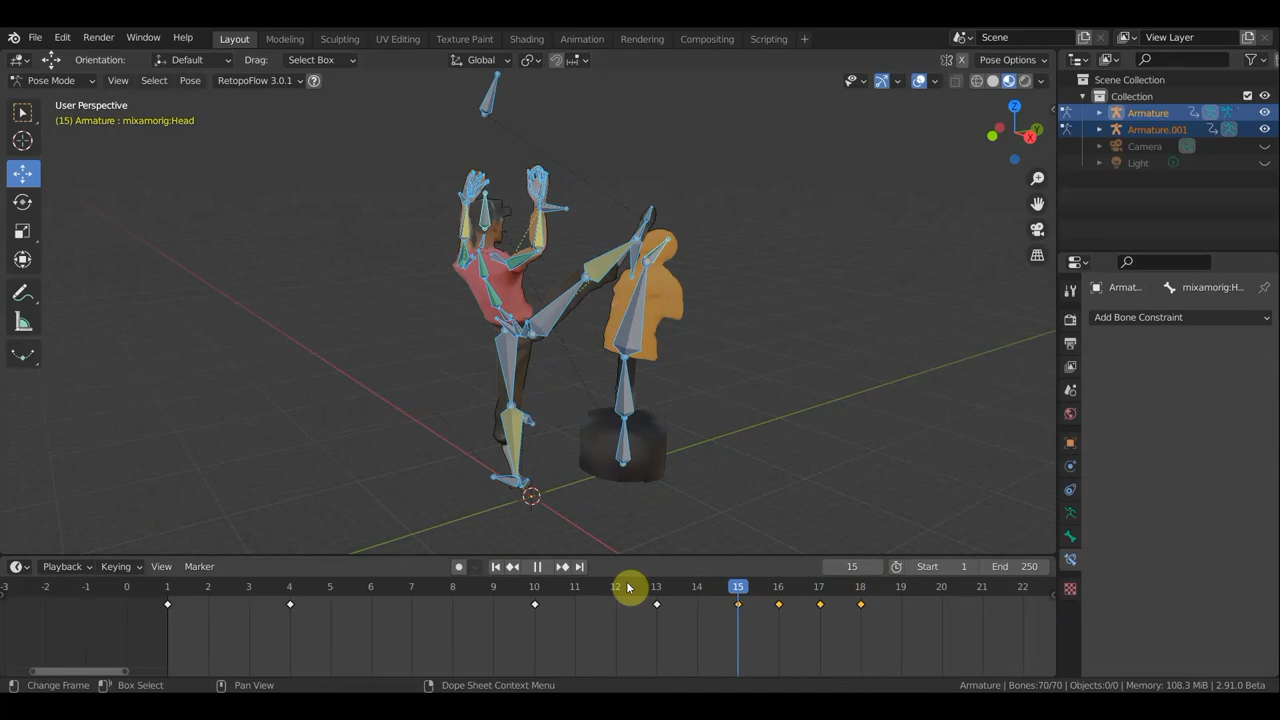 File Edit Render Window Help Layout Modeling Sculpting UV Editing Texture Paint Shading Animation Rendering Compositing Scripting + Scene View Layer
Orientation: Default Drag: Select Box Global Pose Options
Pose Mode View Select Pose RetopoFlow 3.0.1 ?
User Perspective
(15) Armature : mixamorig:Head
Z
Y
X
Scene Collection
Collection
Armature
Armature.001
Camera
Light
Armat... mixamorig:H...
Add Bone Constraint
Playback Keying View Marker 15 Start 1 End 250
-3 -1 0 1 2 3 4 5 6 7 8 9 10 11 12 13 14 15 16 17 18 19 20 21 22
Change Frame Box Select Pan View Dope Sheet Context Menu Armature | Bones:70/70 | Objects:0/0 | Memory: 108.3 MiB | 2.91.0 Beta